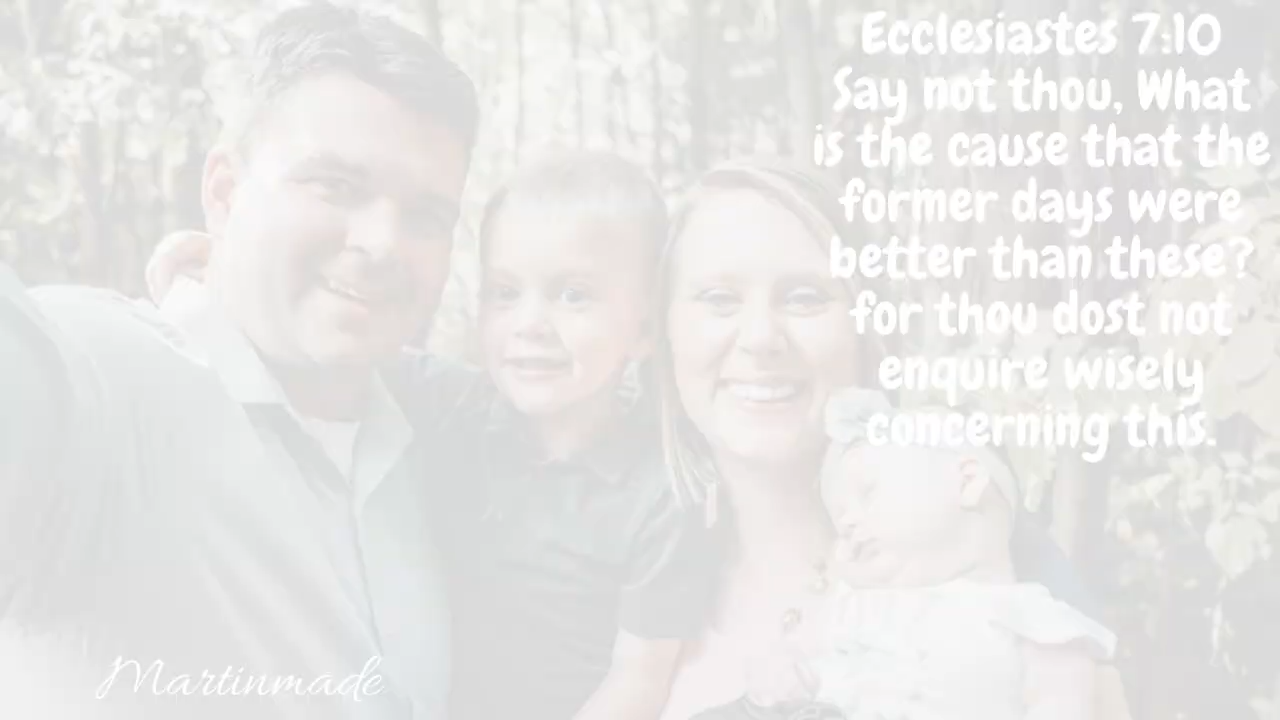 Ecclesiastes 7:10
Say not thou, What
is the cause that the
former days were
better than these?
for thou dost not
enquire wisely
concerning this.
Martinmade